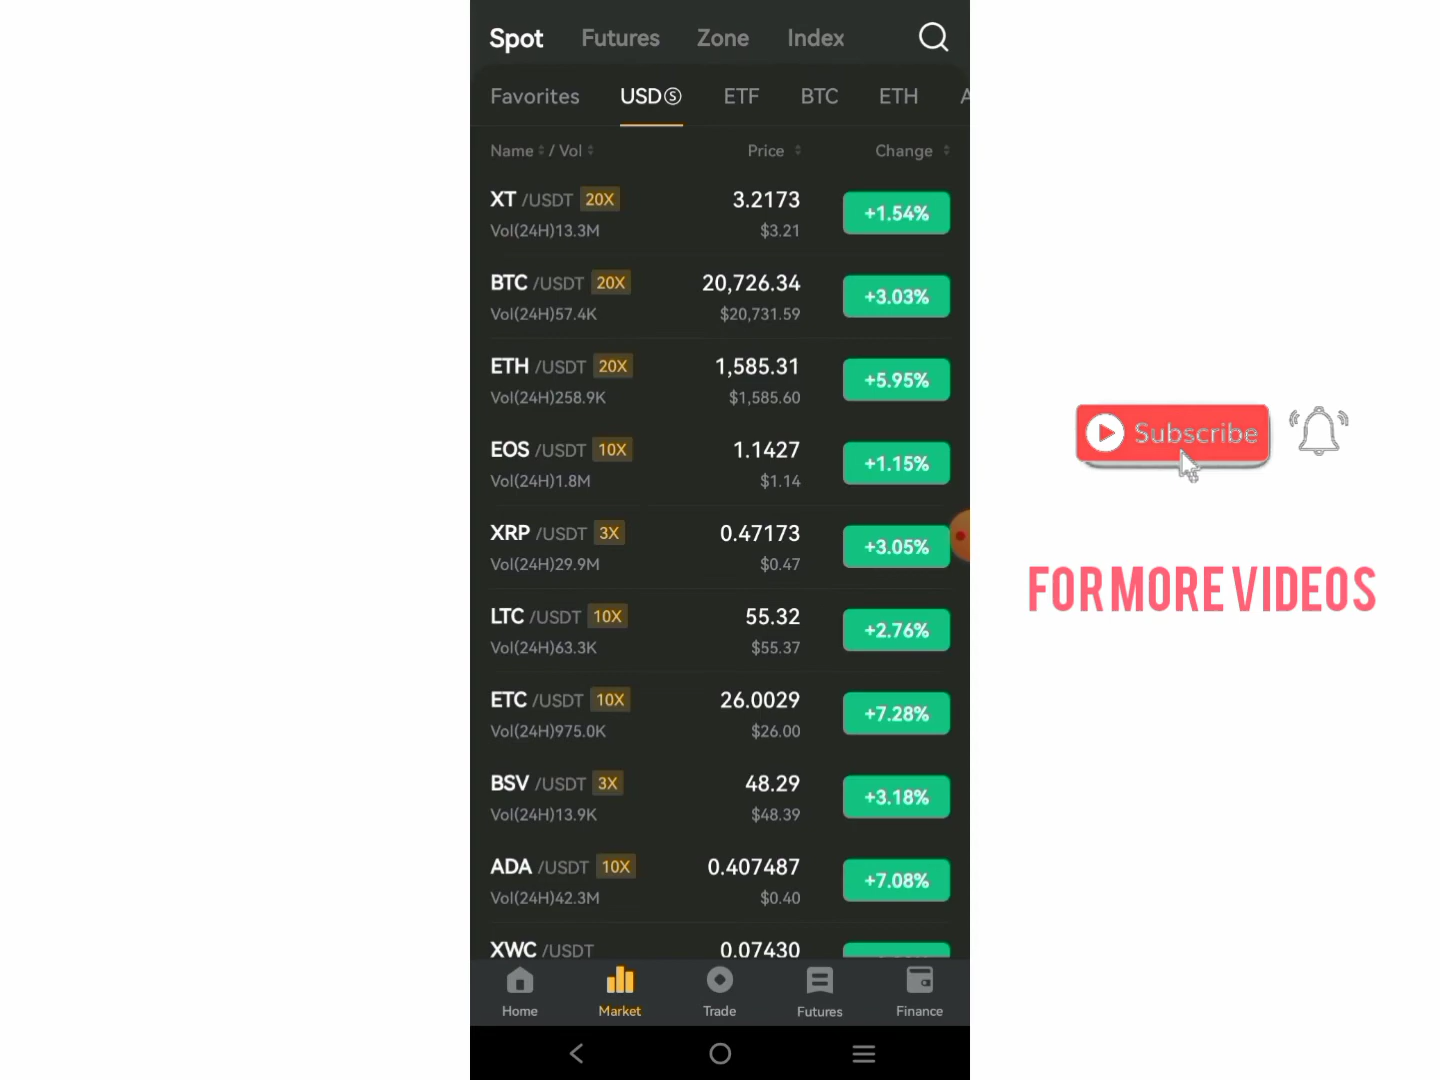 Spot Futures Zone Index
Favorites USDⓈ ETF BTC ETH A
Name / Vol Price Change
XT /USDT 20X 3.2173 +1.54%
Vol(24H)13.3M $3.21
BTC /USDT 20X 20,726.34 +3.03%
Vol(24H)57.4K $20,731.59
ETH /USDT 20X 1,585.31 +5.95%
Vol(24H)258.9K $1,585.60
EOS /USDT 10X 1.1427 +1.15%
Vol(24H)1.8M $1.14
XRP /USDT 3X 0.47173 +3.05%
Vol(24H)29.9M $0.47
LTC /USDT 10X 55.32 +2.76%
Vol(24H)63.3K $55.37
ETC /USDT 10X 26.0029 +7.28%
Vol(24H)975.0K $26.00
BSV /USDT 3X 48.29 +3.18%
Vol(24H)13.9K $48.39
ADA /USDT 10X 0.407487 +7.08%
Vol(24H)42.3M $0.40
XWC /USDT 0.07430
Home Market Trade Futures Finance
Subscribe
FOR MORE VIDEOS